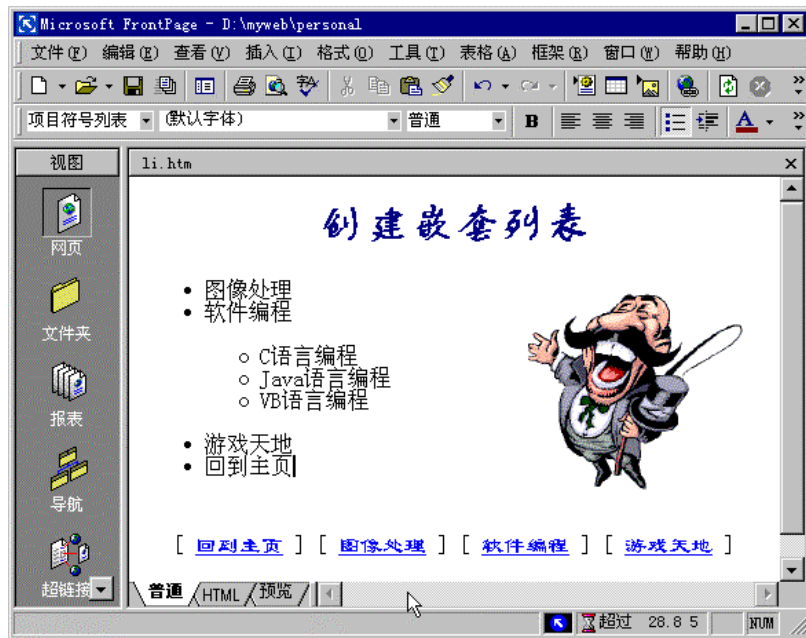 Microsoft FrontPage - D:\myweb\personal
文件(F) 编辑(E) 查看(V) 插入(I) 格式(O) 工具(T) 表格(A) 框架(R) 窗口(W) 帮助(H)
项目符号列表 (默认字体) 普通 B A
视图 li.htm
网页
文件夹
报表
导航
超链接
创建嵌套列表
图像处理
软件编程
C语言编程
Java语言编程
VB语言编程
游戏天地
回到主页
[ 回到主页 ] [ 图像处理 ] [ 软件编程 ] [ 游戏天地 ]
普通 HTML 预览
超过 28.8 5 NUM